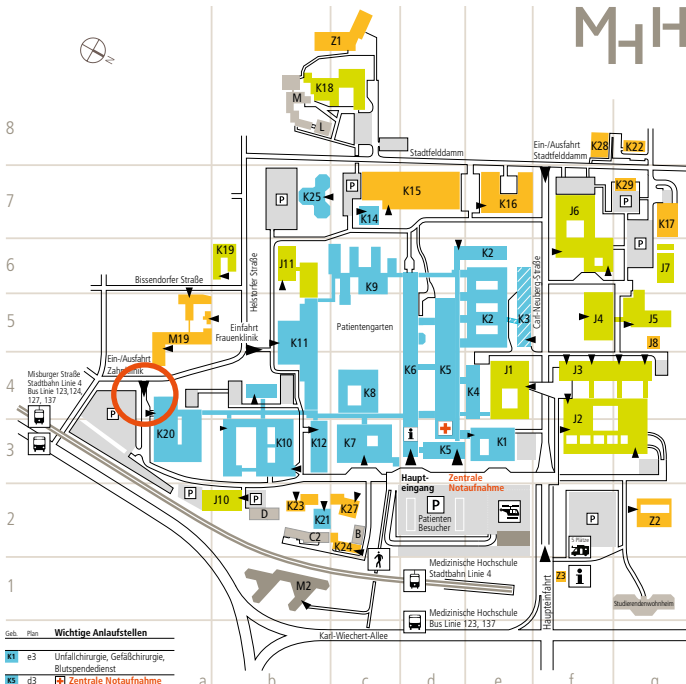 MHH
N
Z1
K18
M
L
8
Stadtfelddamm
Ein-/Ausfahrt
Stadtfelddamm
K28
K22
7
P
K25
P
K14
K15
K16
J6
K29
P
K17
P
6
K19
Bissendorfer Straße
Helstorfer Straße
J11
K9
K2
Carl-Neuberg-Straße
J7
5
M19
Einfahrt
Frauenklinik
K11
Patientengarten
K6
K5
K2
K3
J4
J5
J8
Ein-/Ausfahrt
Zahnklinik
Misburger Straße
Stadtbahn Linie 4
Bus Linie 123,124,
127, 137
4
P
K8
K4
J1
J3
3
K20
K10
K12
K7
i
K5
K1
J2
Haupt-
eingang
Zentrale
Notaufnahme
2
P
J10
P
D
K23
K21
K27
C2
B
K24
P
Patienten
Besucher
P
5 Plätze
Z2
1
M2
Medizinische Hochschule
Stadtbahn Linie 4
Z3
i
Studierendenwohnheim
Medizinische Hochschule
Bus Linie 123, 137
Haupteinfahrt
Karl-Wiechert-Allee
Geb. Plan Wichtige Anlaufstellen
K1 e3 Unfallchirurgie, Gefäßchirurgie,
Blutspendedienst
K5 d3 Zentrale Notaufnahme
a b c d e f g